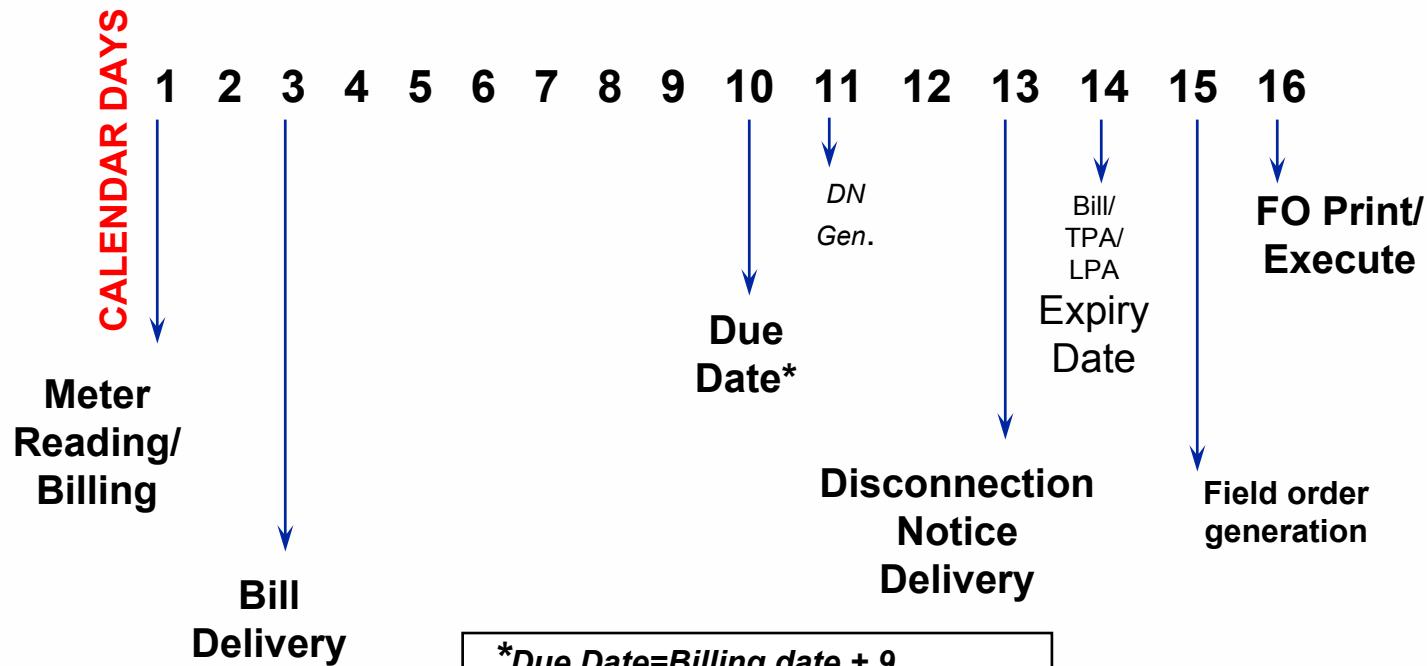 CALENDAR DAYS
1 2 3 4 5 6 7 8 9 10 11 12 13 14 15 16
Meter
Reading/
Billing
Bill
Delivery
Due
Date*
DN
Gen.
Disconnection
Notice
Delivery
Bill/
TPA/
LPA
Expiry
Date
Field order
generation
FO Print/
Execute
*Due Date=Billing date + 9